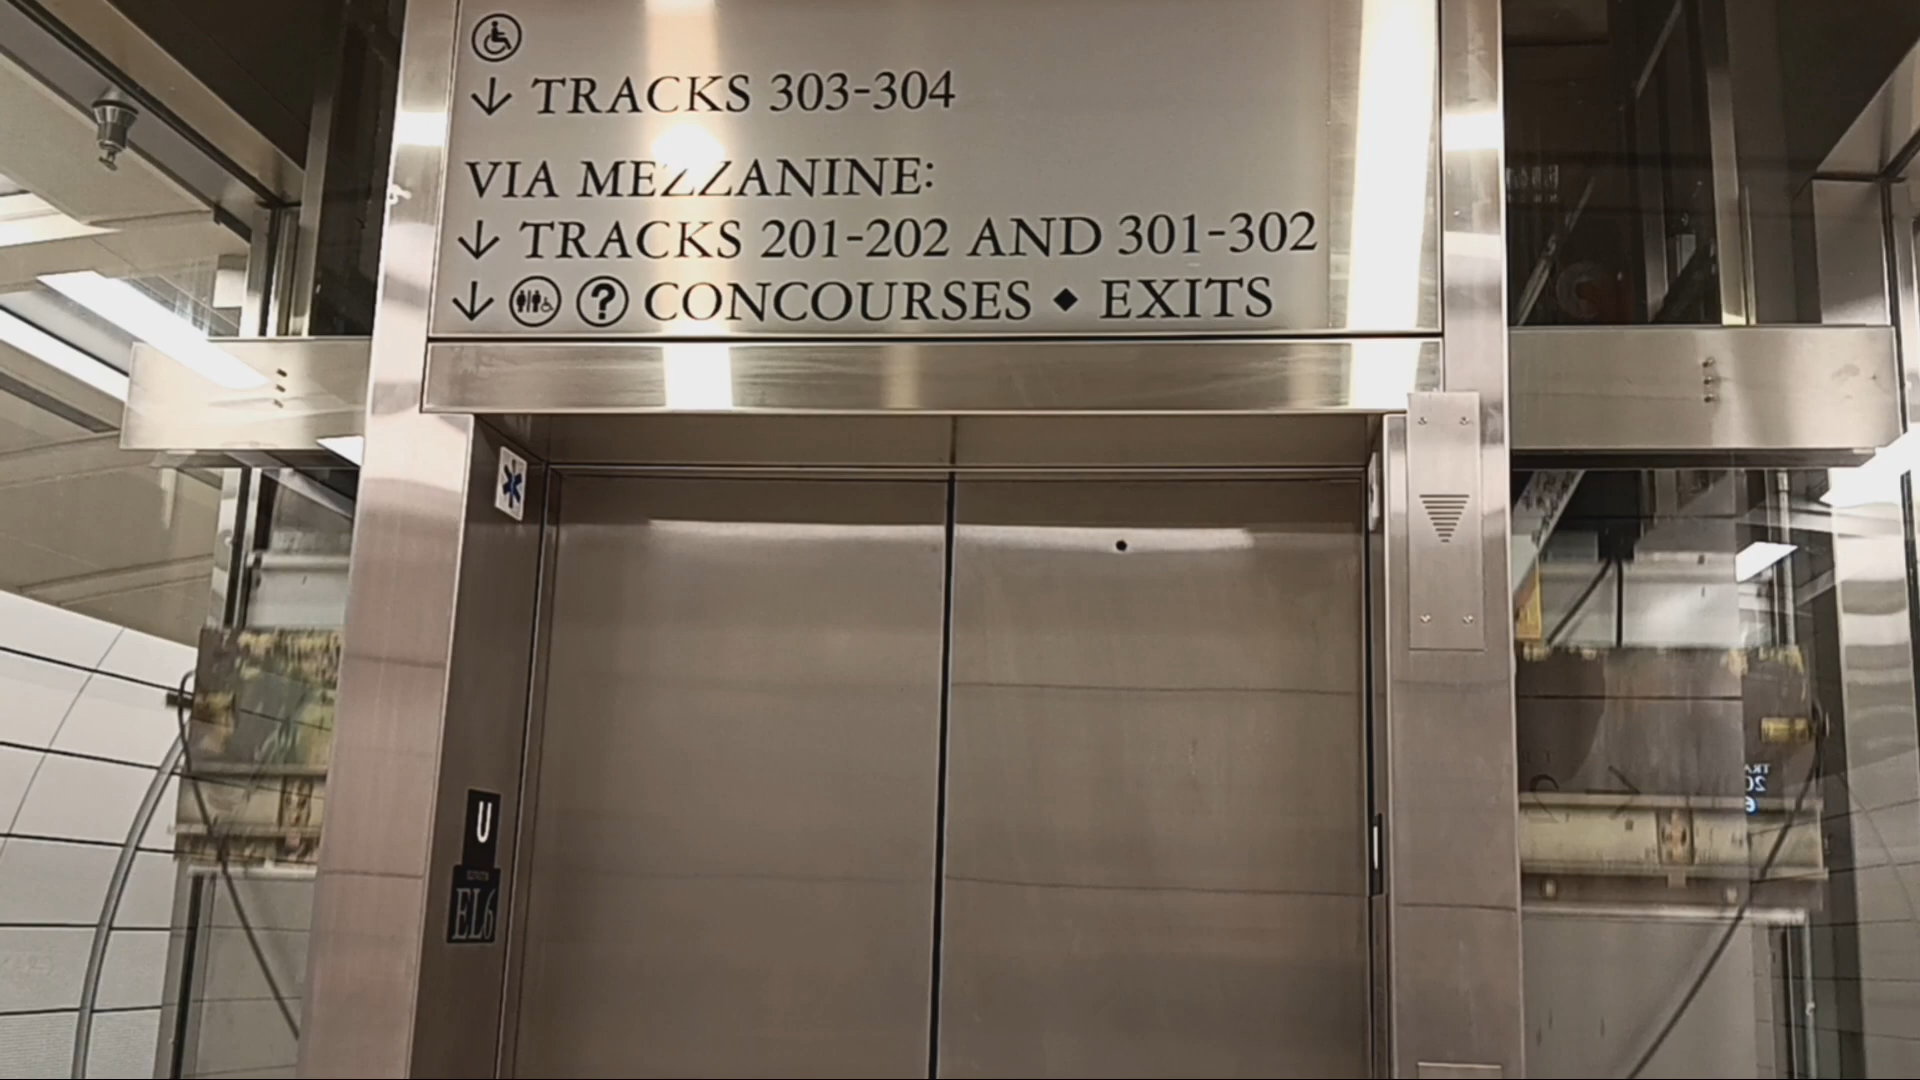 ↓ TRACKS 303-304
VIA MEZZANINE:
↓ TRACKS 201-202 AND 301-302
↓ ? CONCOURSES ◆ EXITS
U
EL6